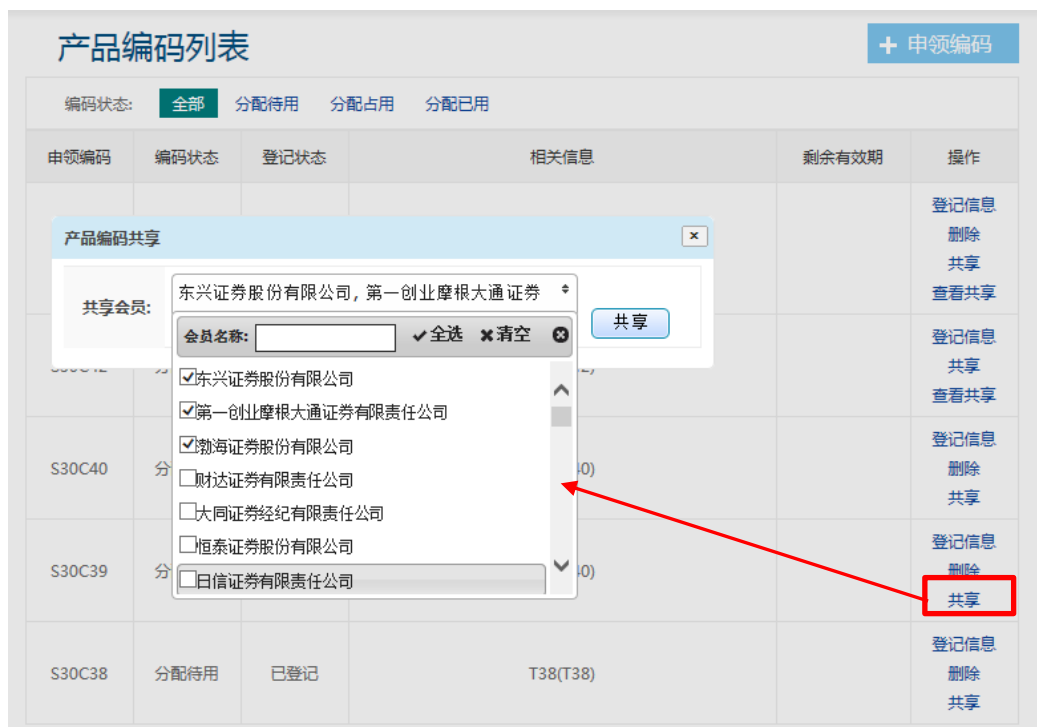 产品编码列表
+ 申领编码
编码状态: 全部 分配待用 分配占用 分配已用
申领编码 编码状态 登记状态 相关信息 剩余有效期 操作
登记信息
删除
共享
查看共享
产品编码共享
共享会员:
东兴证券股份有限公司, 第一创业摩根大通证券
共享
会员名称: 全选 清空
东兴证券股份有限公司
第一创业摩根大通证券有限责任公司
渤海证券股份有限公司
财达证券有限责任公司
大同证券经纪有限责任公司
恒泰证券股份有限公司
日信证券有限责任公司
登记信息
共享
查看共享
S30C40 分 40)
登记信息
删除
共享
S30C39 分 40)
登记信息
删除
共享
S30C38 分配待用 已登记 T38(T38)
登记信息
删除
共享